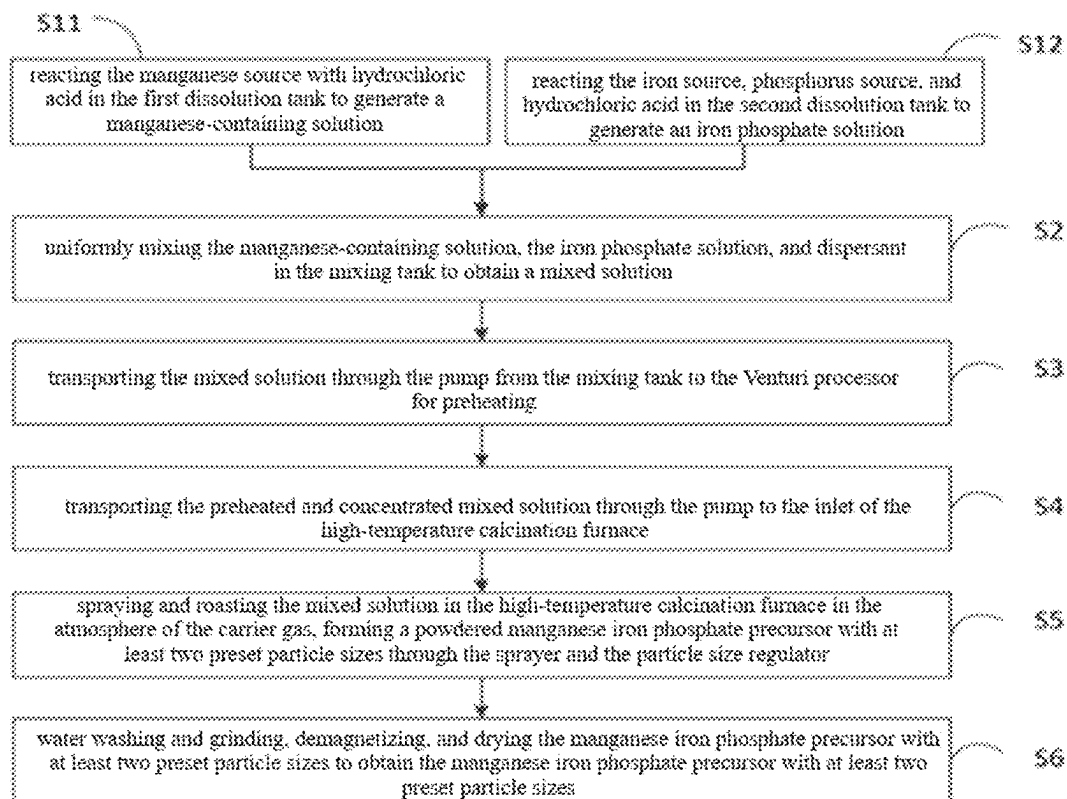 S11
reacting the manganese source with hydrochloric
acid in the first dissolution tank to generate a
manganese-containing solution
S12
reacting the iron source, phosphorus source, and
hydrochloric acid in the second dissolution tank to
generate an iron phosphate solution
uniformly mixing the manganese-containing solution, the iron phosphate solution, and dispersant
in the mixing tank to obtain a mixed solution
S2
transporting the mixed solution through the pump from the mixing tank to the Venturi processor
for preheating
S3
transporting the preheated and concentrated mixed solution through the pump to the inlet of the
high-temperature calcination furnace
S4
spraying and roasting the mixed solution in the high-temperature calcination furnace in the
atmosphere of the carrier gas, forming a powdered manganese iron phosphate precursor with at
least two preset particle sizes through the sprayer and the particle size regulator
S5
water washing and grinding, demagnetizing, and drying the manganese iron phosphate precursor with
at least two preset particle sizes to obtain the manganese iron phosphate precursor with at least two
preset particle sizes
S6